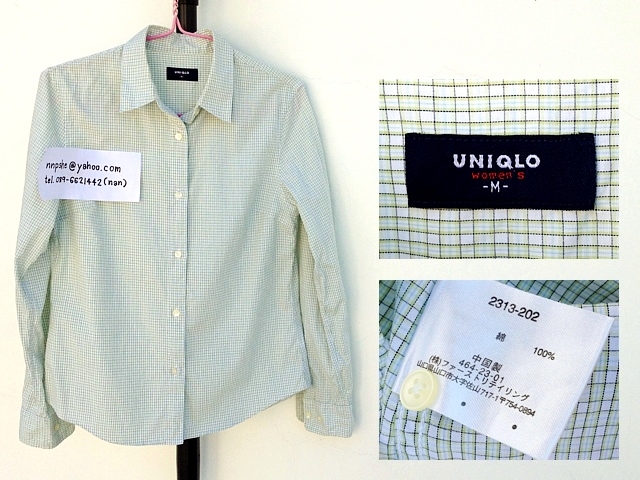 UNIQLO
M
nnpske@yahoo.com
tel.089-6621442(nan)
UNIQLO
women's
-M-
2313-202
綿 100%
中国製
464-23-01
(株)ファーストリテイリング
山口県山口市大字佐山717-1〒754-0894